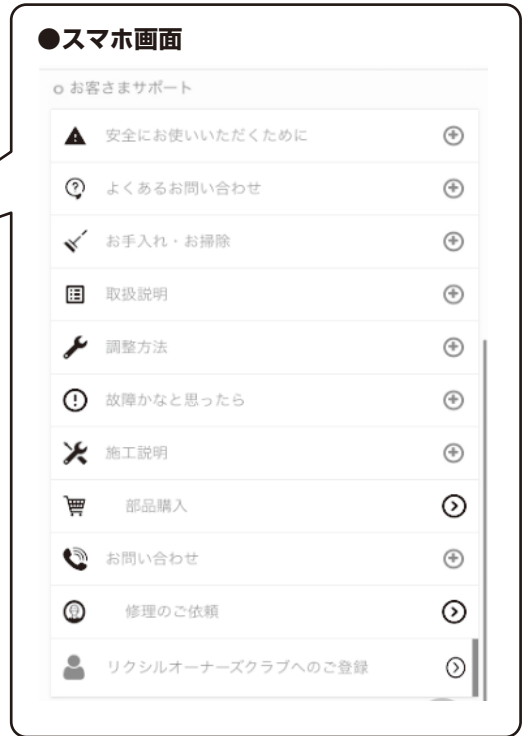 ●スマホ画面
お客さまサポート
安全にお使いいただくために
よくあるお問い合わせ
お手入れ・お掃除
取扱説明
調整方法
故障かなと思ったら
施工説明
部品購入
お問い合わせ
修理のご依頼
リクシルオーナーズクラブへのご登録